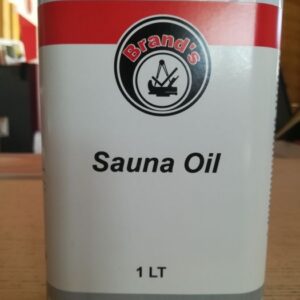 Brand's
Sauna Oil
1 LT